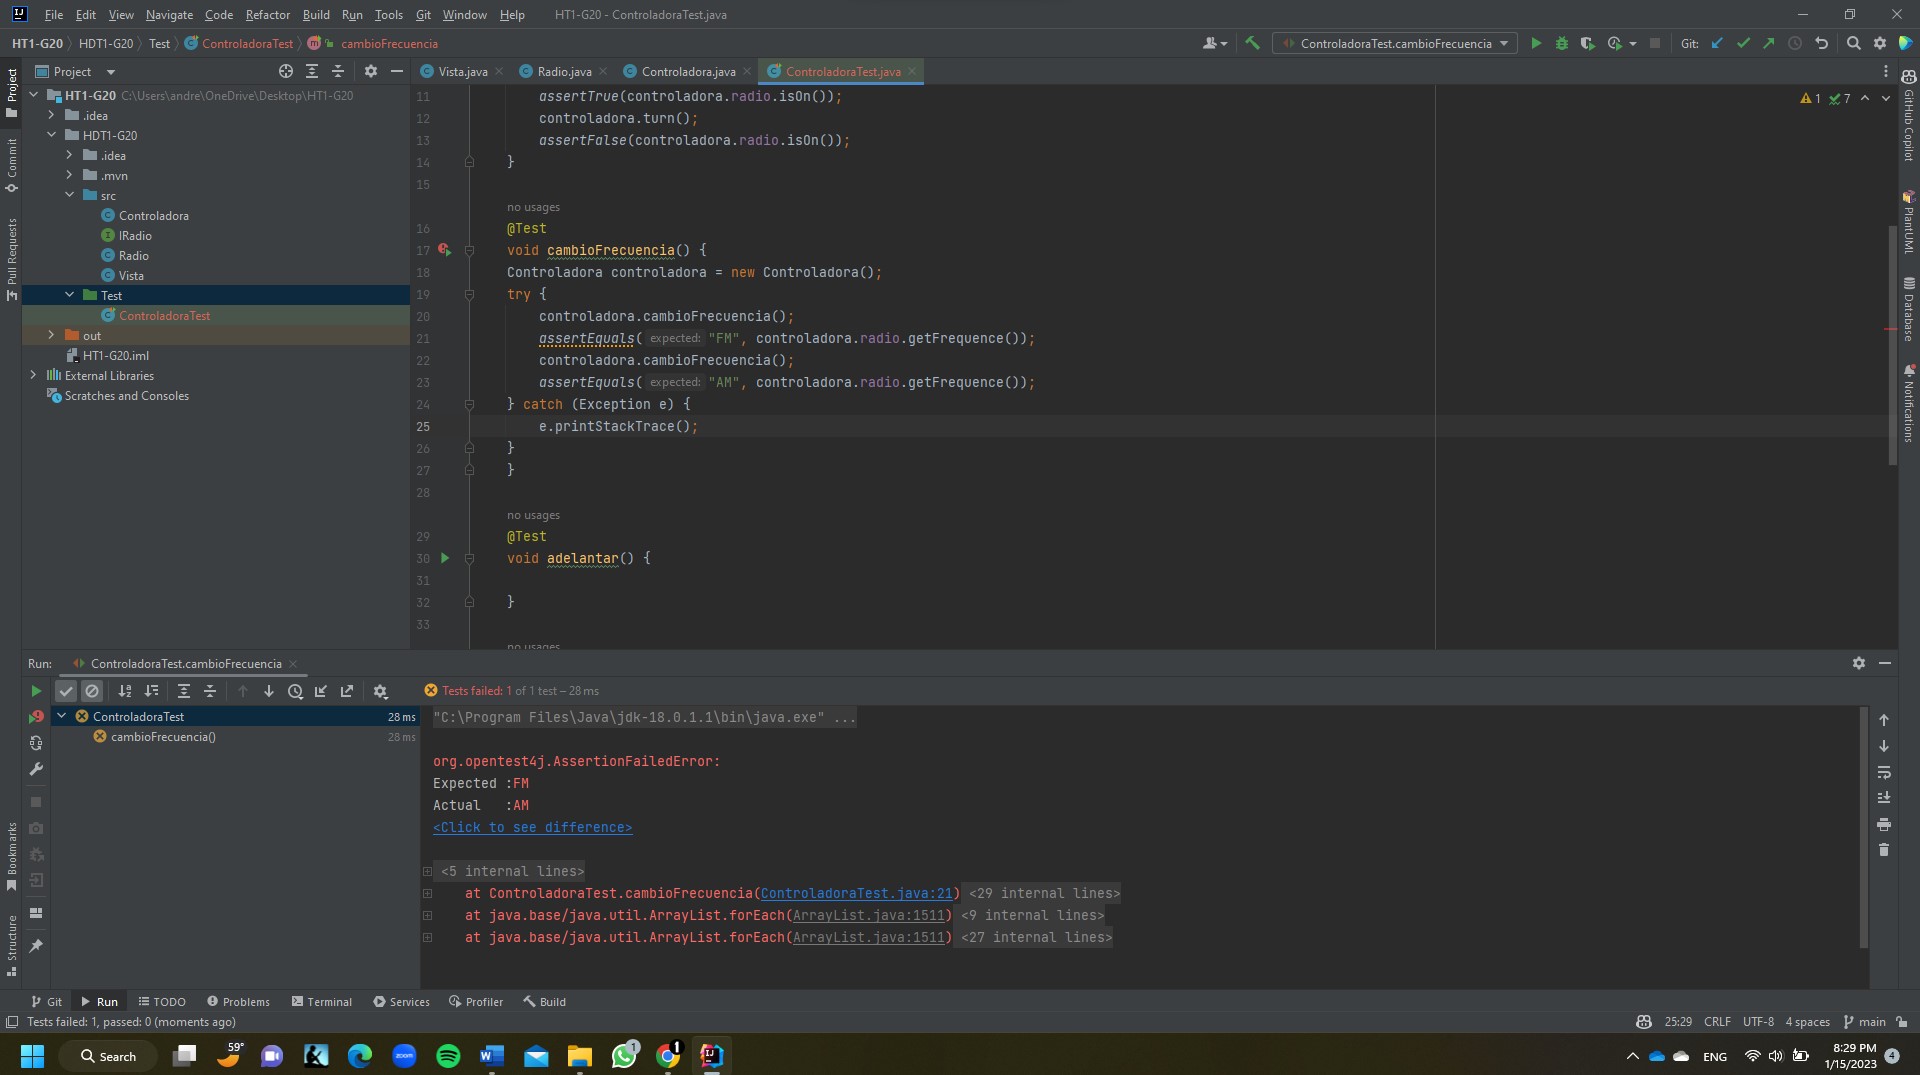 File Edit View Navigate Code Refactor Build Run Tools Git Window Help HT1-G20 - ControladoraTest.java
HT1-G20 HDT1-G20 Test ControladoraTest cambioFrecuencia ControladoraTest.cambioFrecuencia Git:
Project
Vista.java Radio.java Controladora.java ControladoraTest.java
HT1-G20 C:\Users\andre\OneDrive\Desktop\HT1-G20
.idea
HDT1-G20
.idea
.mvn
src
Controladora
IRadio
Radio
Vista
Test
ControladoraTest
out
HT1-G20.iml
External Libraries
Scratches and Consoles
Project
Commit
Pull Requests
Bookmarks
Structure
1 7
11 assertTrue(controladora.radio.isOn());
12 controladora.turn();
13 assertFalse(controladora.radio.isOn());
14 }
15
no usages
16 @Test
17 void cambioFrecuencia() {
18 Controladora controladora = new Controladora();
19 try {
20 controladora.cambioFrecuencia();
21 assertEquals( expected: "FM", controladora.radio.getFrequence());
22 controladora.cambioFrecuencia();
23 assertEquals( expected: "AM", controladora.radio.getFrequence());
24 } catch (Exception e) {
25 e.printStackTrace();
26 }
27 }
28
no usages
29 @Test
30 void adelantar() {
31
32 }
33
no usages
GitHub Copilot
PlantUML
Database
Notifications
Run: ControladoraTest.cambioFrecuencia
Tests failed: 1 of 1 test – 28 ms
ControladoraTest 28 ms
cambioFrecuencia() 28 ms
"C:\Program Files\Java\jdk-18.0.1.1\bin\java.exe" ...
org.opentest4j.AssertionFailedError:
Expected :FM
Actual :AM
<Click to see difference>
<5 internal lines>
at ControladoraTest.cambioFrecuencia(ControladoraTest.java:21) <29 internal lines>
at java.base/java.util.ArrayList.forEach(ArrayList.java:1511) <9 internal lines>
at java.base/java.util.ArrayList.forEach(ArrayList.java:1511) <27 internal lines>
Git Run TODO Problems Terminal Services Profiler Build
Tests failed: 1, passed: 0 (moments ago) 25:29 CRLF UTF-8 4 spaces main
Search 59° zoom 1 1 ENG 8:29 PM 4
1/15/2023